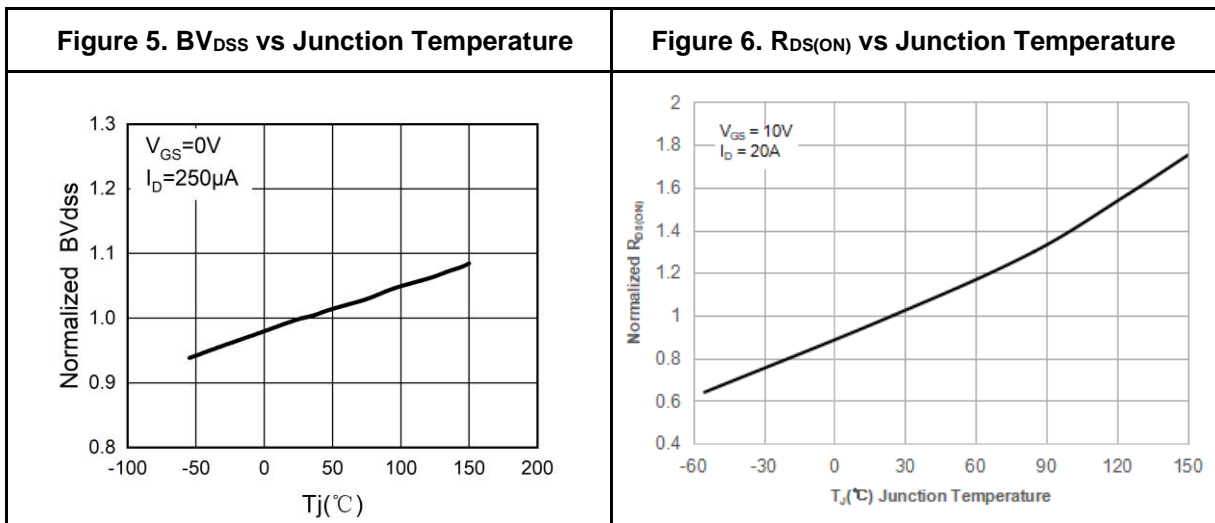 Figure 5. BVDSS vs Junction Temperature
Figure 6. RDS(ON) vs Junction Temperature
1.3
1.2
1.1
1.0
0.9
0.8
VGS=0V
ID=250μA
Normalized BVdss
-100 -50 0 50 100 150 200
Tj(℃)
2
1.8
1.6
1.4
1.2
1
0.8
0.6
0.4
VGS = 10V
ID = 20A
Normalized RDS(ON)
-60 -30 0 30 60 90 120 150
TJ(℃) Junction Temperature